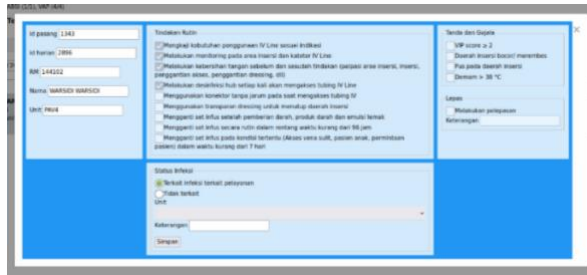 Id pasang 1343
Id harian 2896
RM 144102
Nama WARSIDI WARSIDI
Unit PAV4
Tindakan Rutin
Mengkaji kebutuhan penggunaan IV Line sesuai indikasi
Melakukan monitoring pada area insersi dan kateter IV Line
Melakukan kebersihan tangan sebelum dan sesudah tindakan (palpasi area insersi, insersi,
penggantian akses, penggantian dressing, dll)
Melakukan desinfeksi hub setiap kali akan mengakses tubing IV Line
Menggunakan konektor tanpa jarum pada saat mengakses tubing IV
Menggunakan transparan dressing untuk menutup daerah insersi
Mengganti set infus setelah pemberian darah, produk darah dan emulsi lemak
Mengganti set infus secara rutin dalam rentang waktu kurang dari 96 jam
Mengganti set infus pada kondisi tertentu (Akses vena sulit, pasien anak, permintaan
pasien) dalam waktu kurang dari 7 hari
Tanda dan Gejala
VIP score ≥ 2
Daerah insersi bocor/ merembes
Pus pada daerah insersi
Demam > 38 °C
Lepas
Melakukan pelepasan
Keterangan
Status Infeksi
Terkait infeksi terkait pelayanan
Tidak terkait
Unit
Keterangan
Simpan